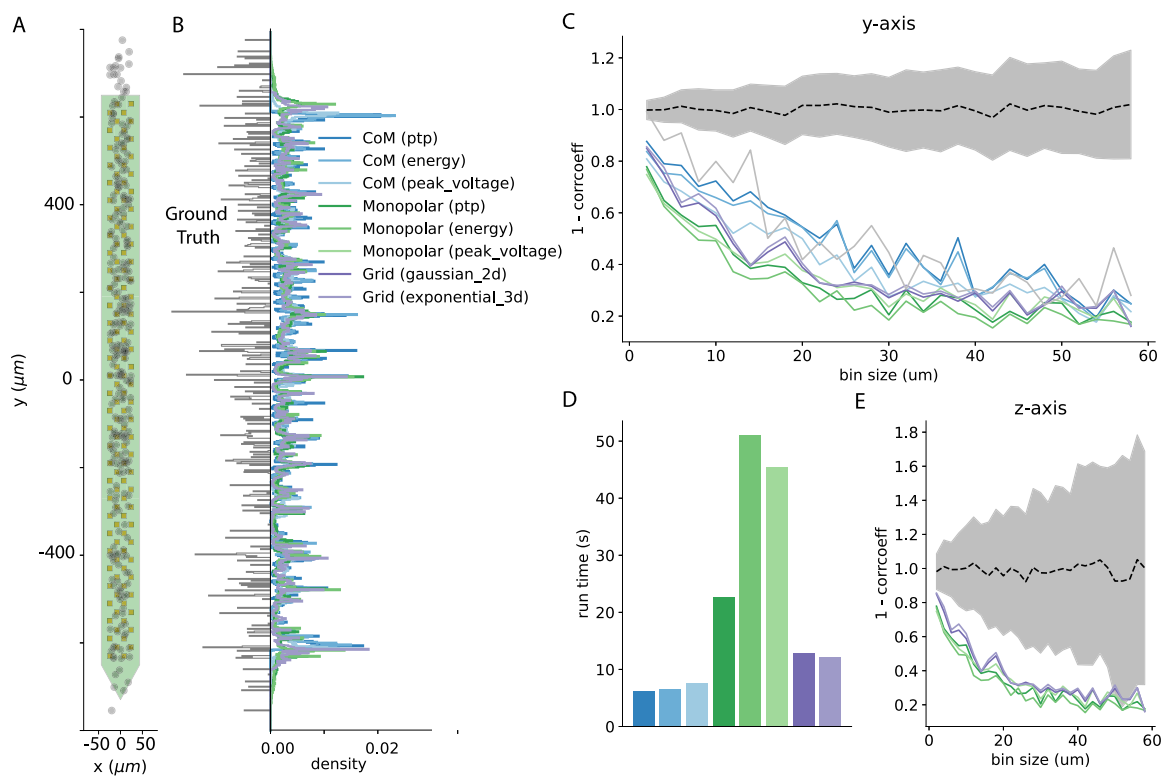 A
B
C
y-axis
400
0
-400
y (μm)
-50 0 50
x (μm)
Ground
Truth
CoM (ptp)
CoM (energy)
CoM (peak_voltage)
Monopolar (ptp)
Monopolar (energy)
Monopolar (peak_voltage)
Grid (gaussian_2d)
Grid (exponential_3d)
0.00 0.02
density
1.2
1.0
0.8
0.6
0.4
0.2
1 - corrcoeff
0 10 20 30 40 50 60
bin size (um)
D
50
40
30
20
10
0
run time (s)
E
z-axis
1.8
1.6
1.4
1.2
1.0
0.8
0.6
0.4
0.2
1 - corrcoeff
0 20 40 60
bin size (um)